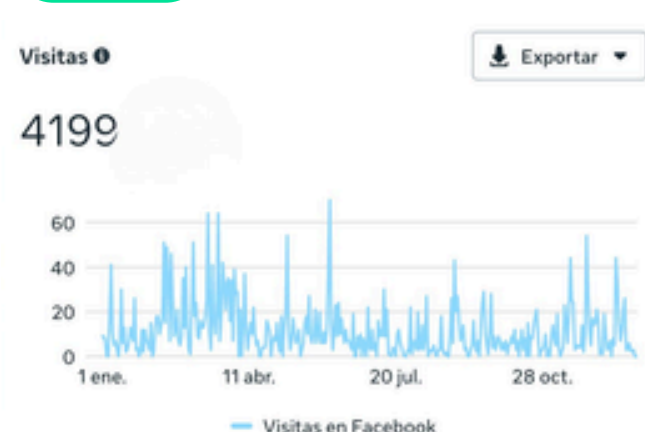 Visitas
Exportar
4199
60
40
20
0
1 ene.
11 abr.
20 jul.
28 oct.
Visitas en Facebook